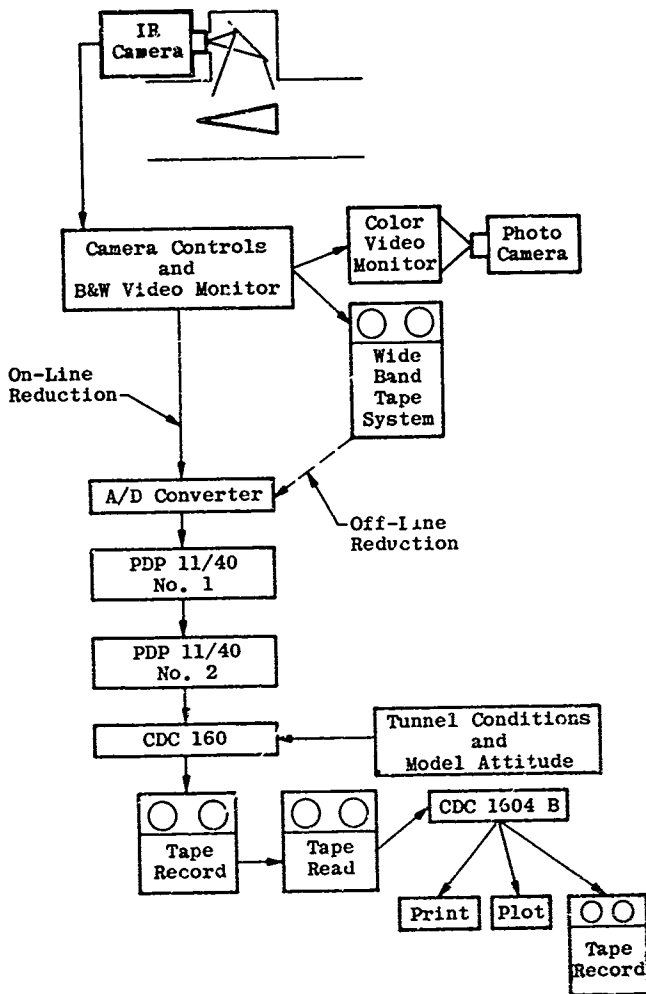 IR
Camera
Camera Controls
and
B&W Video Monitor
Color
Video
Monitor
Photo
Camera
Wide
Band
Tape
System
On-Line
Reduction
A/D Converter
Off-Line
Reduction
PDP 11/40
No. 1
PDP 11/40
No. 2
CDC 160
Tunnel Conditions
and
Model Attitude
Tape
Record
Tape
Read
CDC 1604 B
Print
Plot
Tape
Record